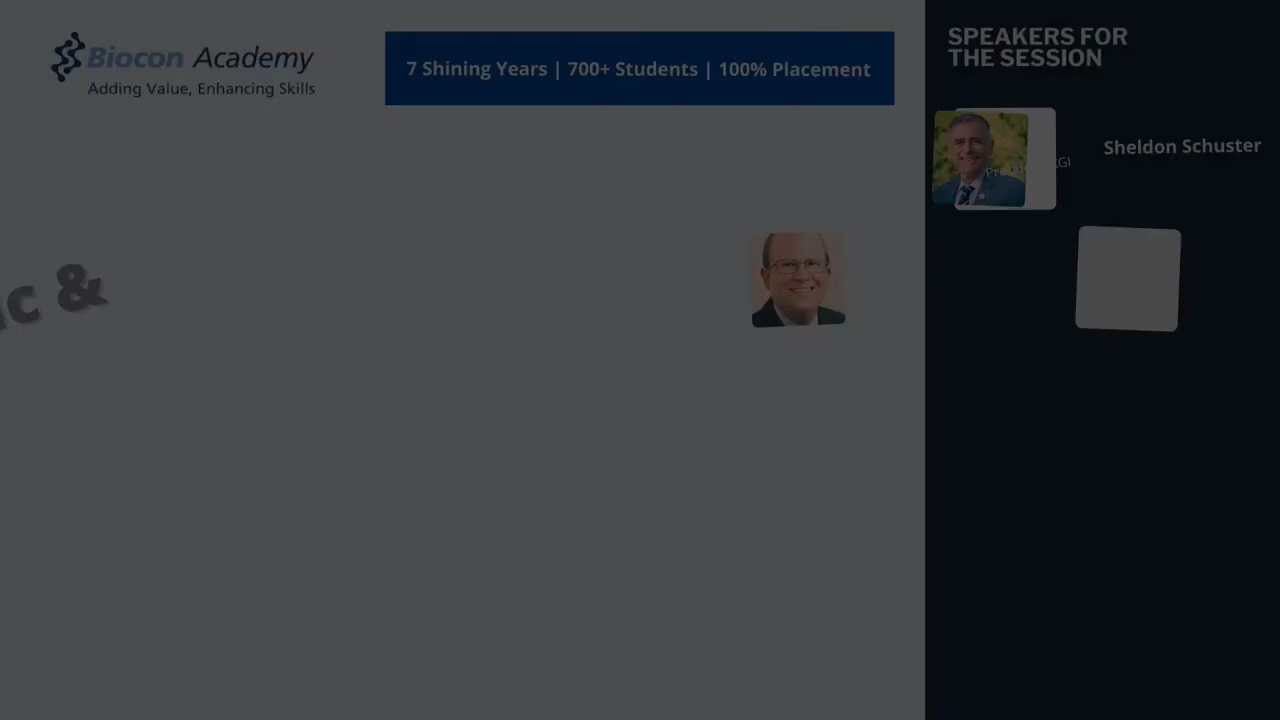 Biocon Academy
Adding Value, Enhancing Skills
7 Shining Years | 700+ Students | 100% Placement
SPEAKERS FOR
THE SESSION
Sheldon Schuster
&